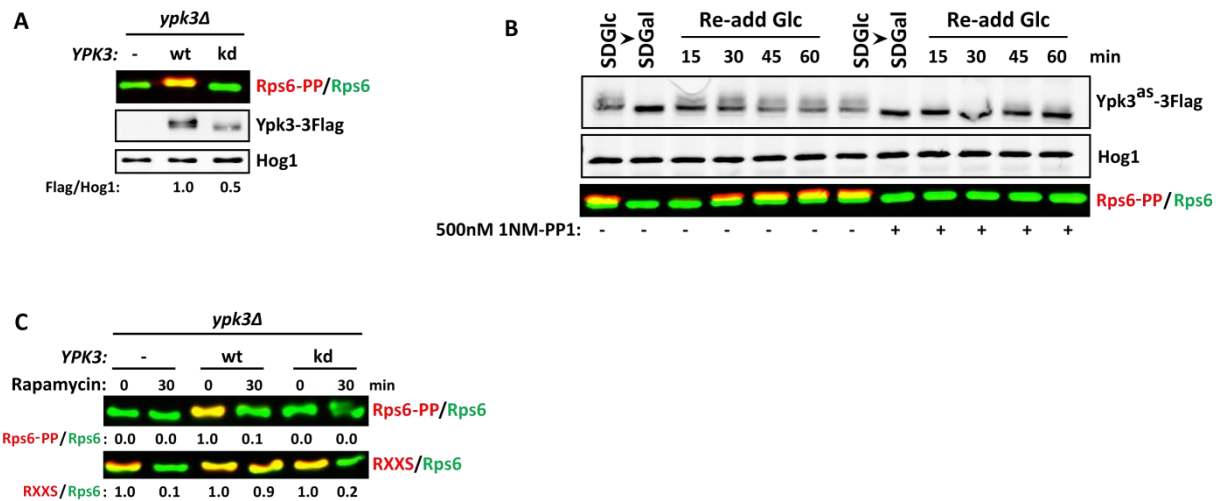 A
ypk3Δ
YPK3: - wt kd
Rps6-PP/Rps6
Ypk3-3Flag
Hog1
Flag/Hog1: 1.0 0.5
B
SDGlc SDGal Re-add Glc SDGlc SDGal Re-add Glc
15 30 45 60 15 30 45 60 min
Ypk3as-3Flag
Hog1
Rps6-PP/Rps6
500nM 1NM-PP1: - - - - - - - + + + + +
C
ypk3Δ
YPK3: - wt kd
Rapamycin: 0 30 0 30 0 30 min
Rps6-PP/Rps6
Rps6-PP/Rps6: 0.0 0.0 1.0 0.1 0.0 0.0
RXXS/Rps6
RXXS/Rps6: 1.0 0.1 1.0 0.9 1.0 0.2